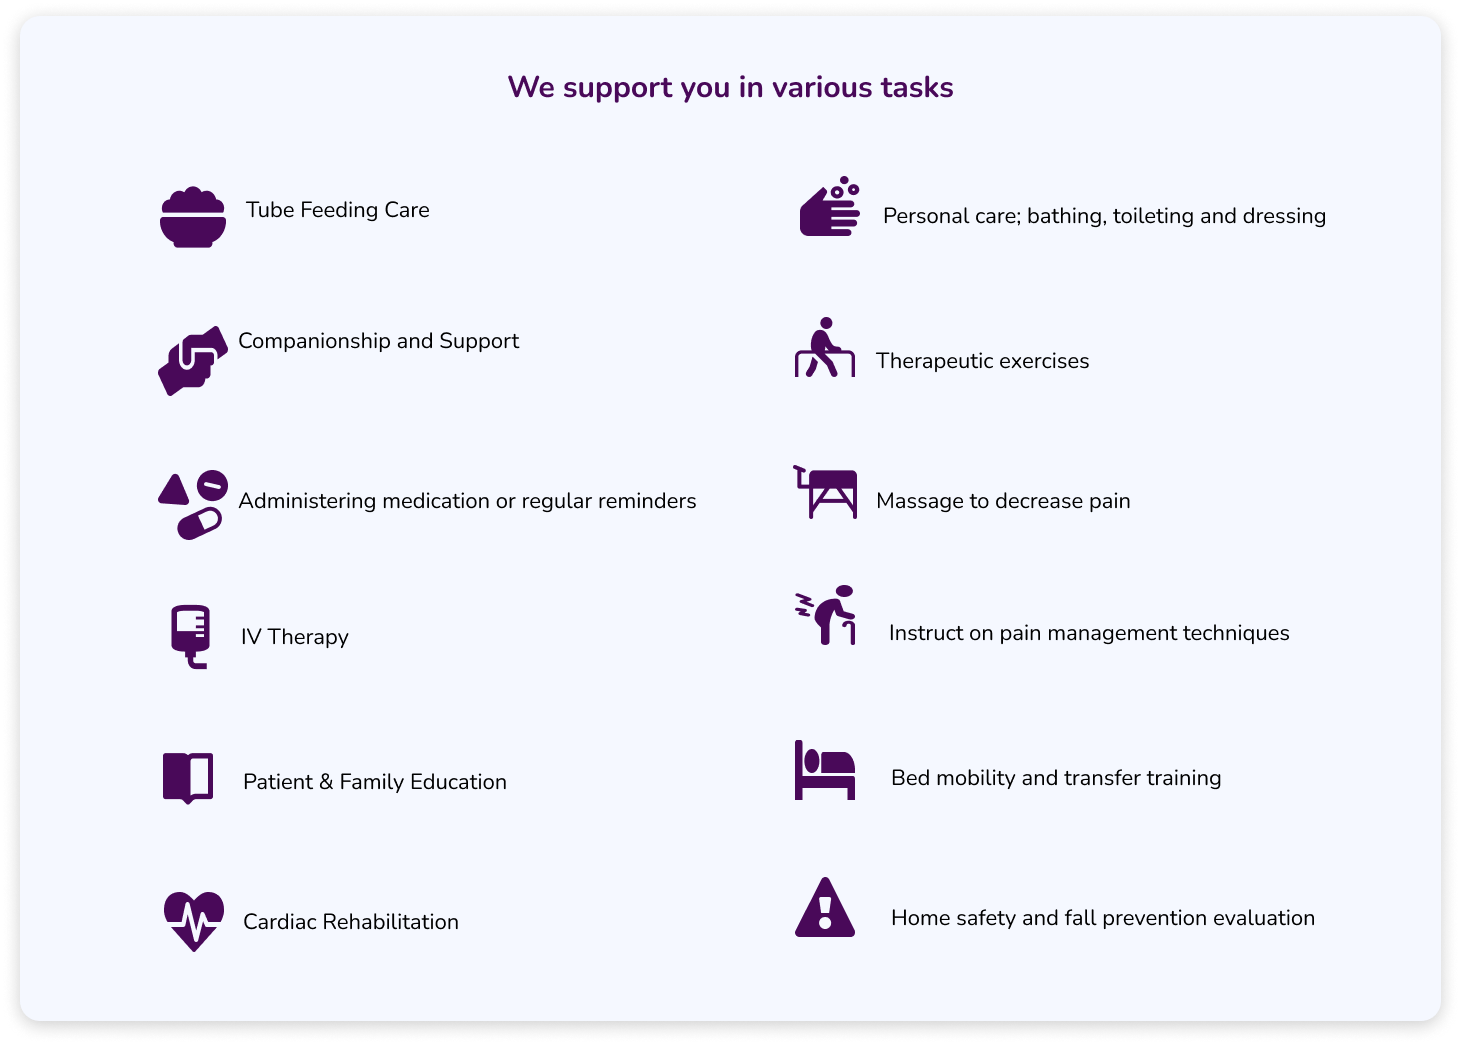 We support you in various tasks
Tube Feeding Care
Personal care; bathing, toileting and dressing
Companionship and Support
Therapeutic exercises
Administering medication or regular reminders
Massage to decrease pain
IV Therapy
Instruct on pain management techniques
Patient & Family Education
Bed mobility and transfer training
Cardiac Rehabilitation
Home safety and fall prevention evaluation